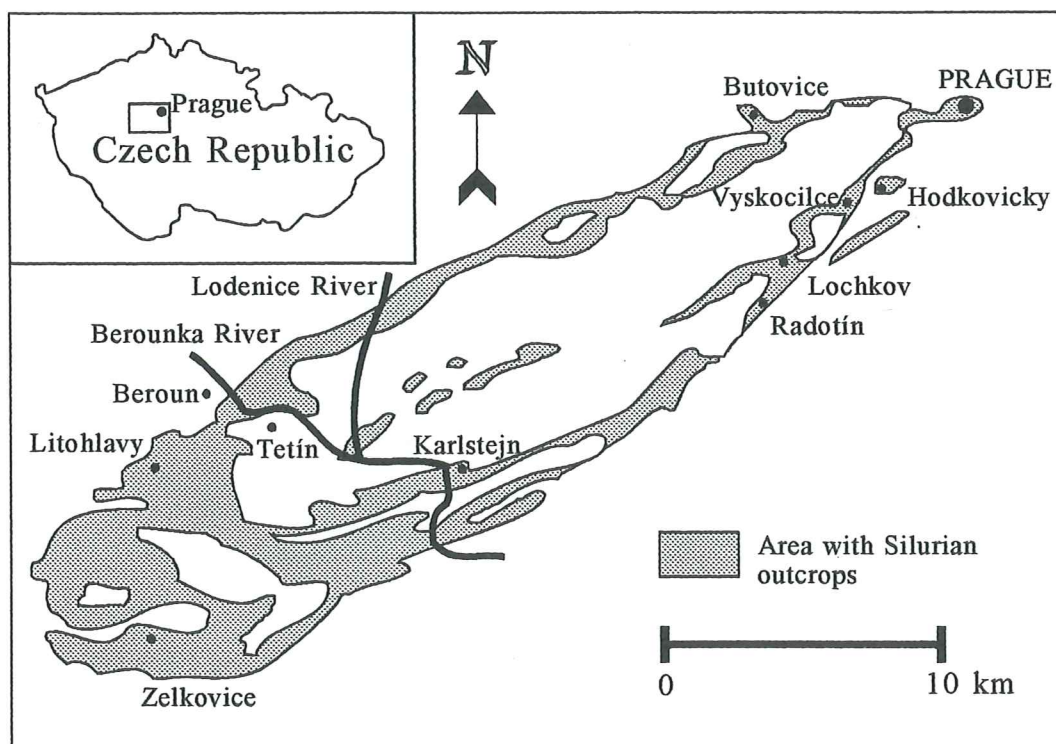 Prague
Czech Republic
N
Butovice
PRAGUE
Vyskocilce
Hodkovicky
Lodenice River
Lochkov
Radotín
Berounka River
Beroun
Litohlavy
Tetín
Karlstejn
Area with Silurian
outcrops
Zelkovice
0
10 km